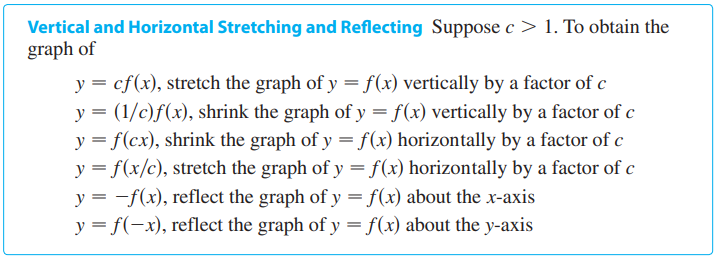 Vertical and Horizontal Stretching and Reflecting Suppose c > 1. To obtain the
graph of
y = cf(x), stretch the graph of y = f(x) vertically by a factor of c
y = (1/c)f(x), shrink the graph of y = f(x) vertically by a factor of c
y = f(cx), shrink the graph of y = f(x) horizontally by a factor of c
y = f(x/c), stretch the graph of y = f(x) horizontally by a factor of c
y = −f(x), reflect the graph of y = f(x) about the x-axis
y = f(−x), reflect the graph of y = f(x) about the y-axis